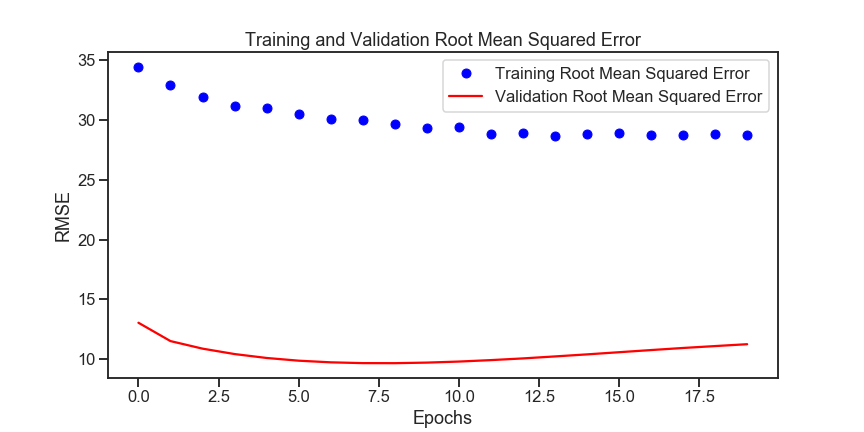 Training and Validation Root Mean Squared Error
35
30
25
20
15
10
RMSE
Training Root Mean Squared Error
Validation Root Mean Squared Error
0.0 2.5 5.0 7.5 10.0 12.5 15.0 17.5
Epochs